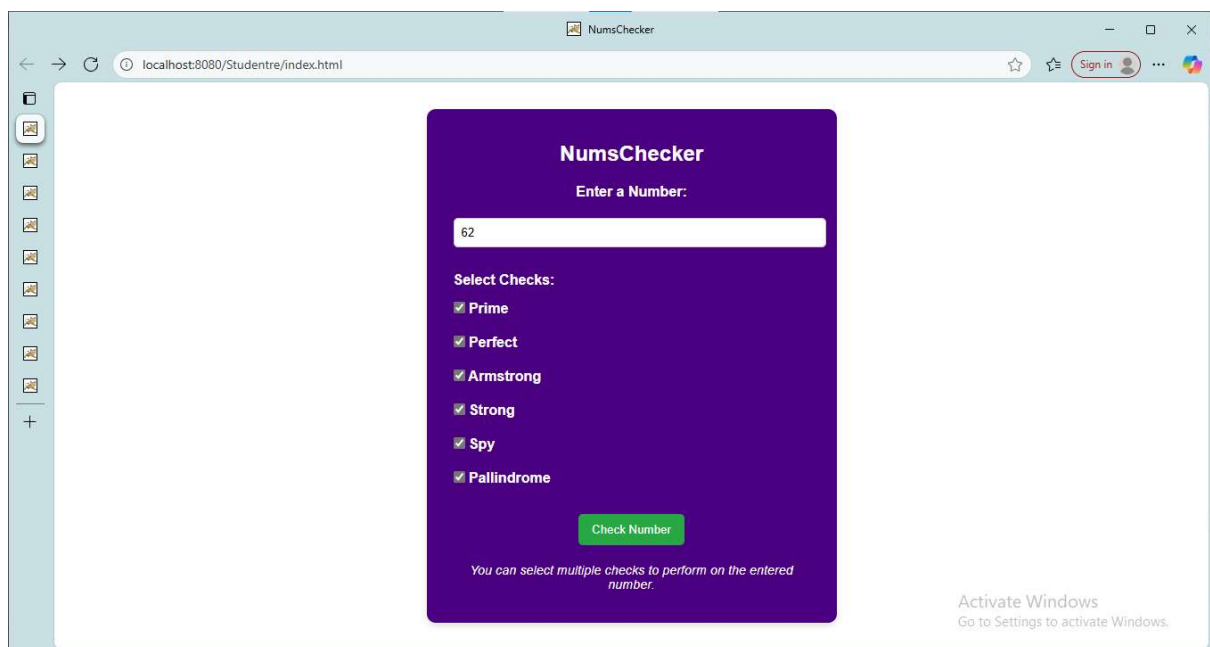 NumsChecker
localhost:8080/Studentre/index.html
Sign in
NumsChecker
Enter a Number:
62
Select Checks:
Prime
Perfect
Armstrong
Strong
Spy
Pallindrome
Check Number
You can select multiple checks to perform on the entered
number.
Activate Windows
Go to Settings to activate Windows.